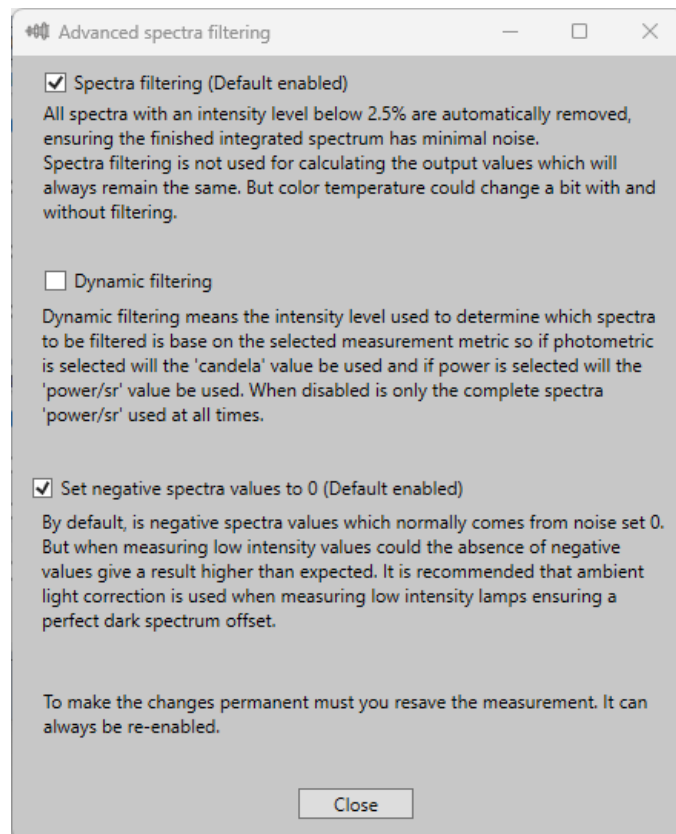 Advanced spectra filtering
Spectra filtering (Default enabled)
All spectra with an intensity level below 2.5% are automatically removed,
ensuring the finished integrated spectrum has minimal noise.
Spectra filtering is not used for calculating the output values which will
always remain the same. But color temperature could change a bit with and
without filtering.
Dynamic filtering
Dynamic filtering means the intensity level used to determine which spectra
to be filtered is base on the selected measurement metric so if photometric
is selected will the 'candela' value be used and if power is selected will the
'power/sr' value be used. When disabled is only the complete spectra
'power/sr' used at all times.
Set negative spectra values to 0 (Default enabled)
By default, is negative spectra values which normally comes from noise set 0.
But when measuring low intensity values could the absence of negative
values give a result higher than expected. It is recommended that ambient
light correction is used when measuring low intensity lamps ensuring a
perfect dark spectrum offset.
To make the changes permanent must you resave the measurement. It can
always be re-enabled.
Close